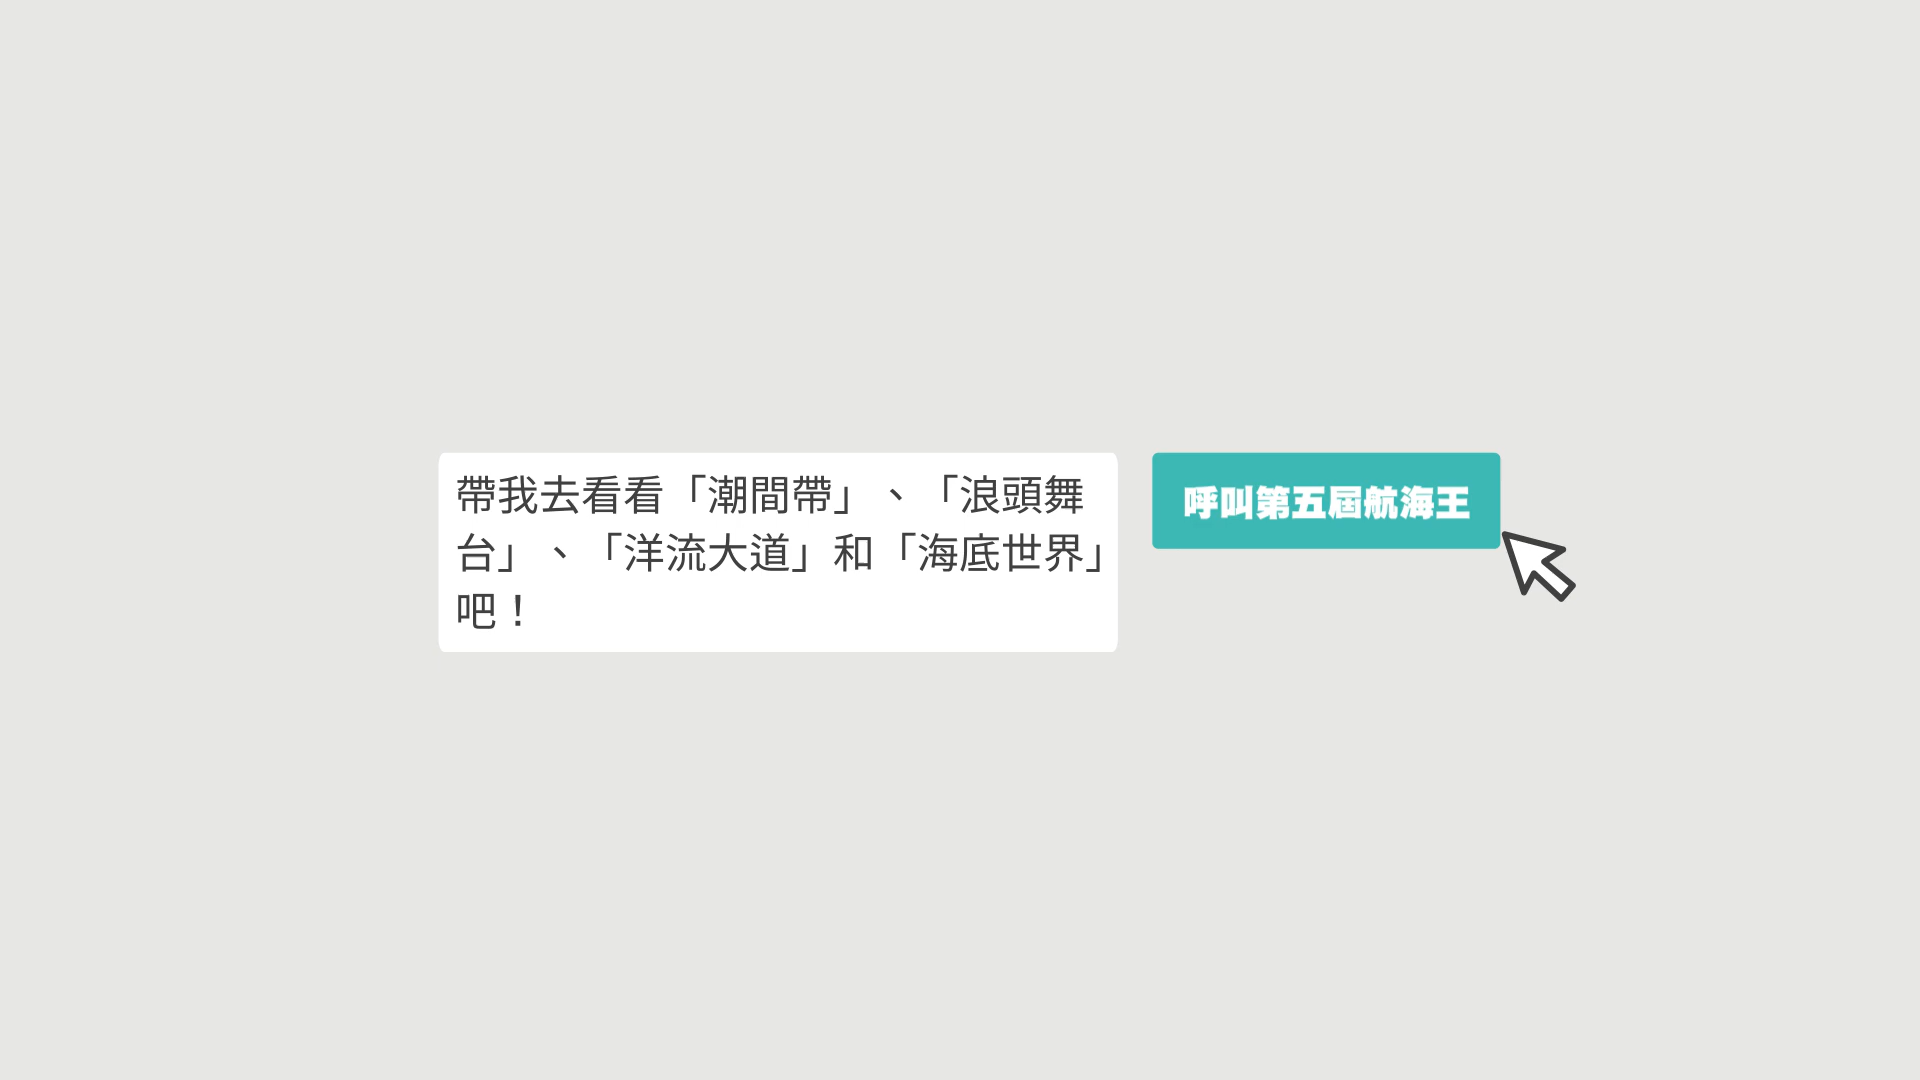 帶我去看看「潮間帶」、「浪頭舞
台」、「洋流大道」和「海底世界」
吧！
呼叫第五屆航海王